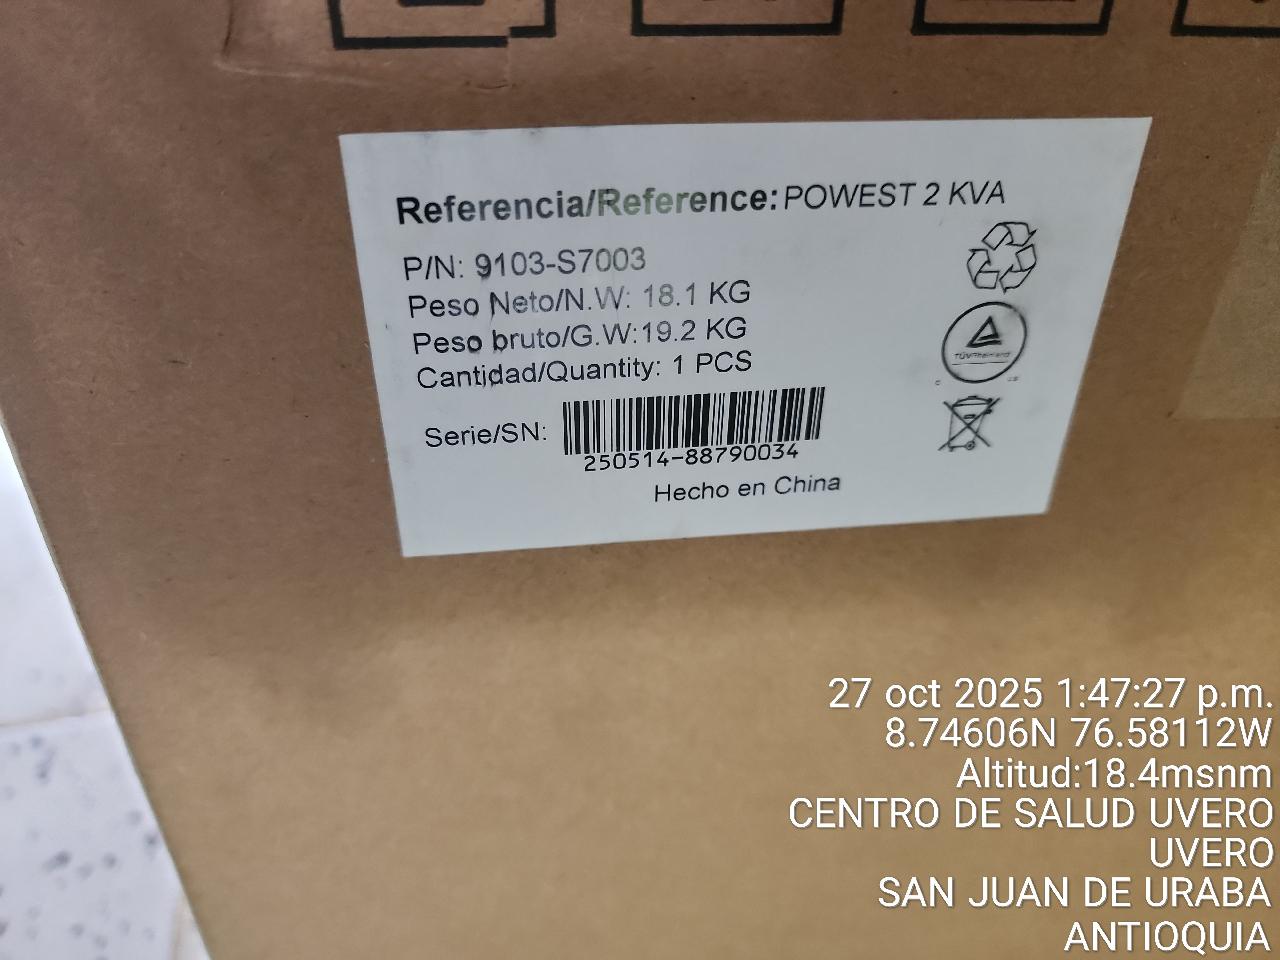 Referencia/Reference: POWEST 2 KVA
P/N: 9103-S7003
Peso Neto/N.W: 18.1 KG
Peso bruto/G.W:19.2 KG
Cantidad/Quantity: 1 PCS
TÜVRheinland
Serie/SN:
250514-88790034
Hecho en China
27 oct 2025 1:47:27 p.m.
8.74606N 76.58112W
Altitud:18.4msnm
CENTRO DE SALUD UVERO
UVERO
SAN JUAN DE URABA
ANTIOQUIA